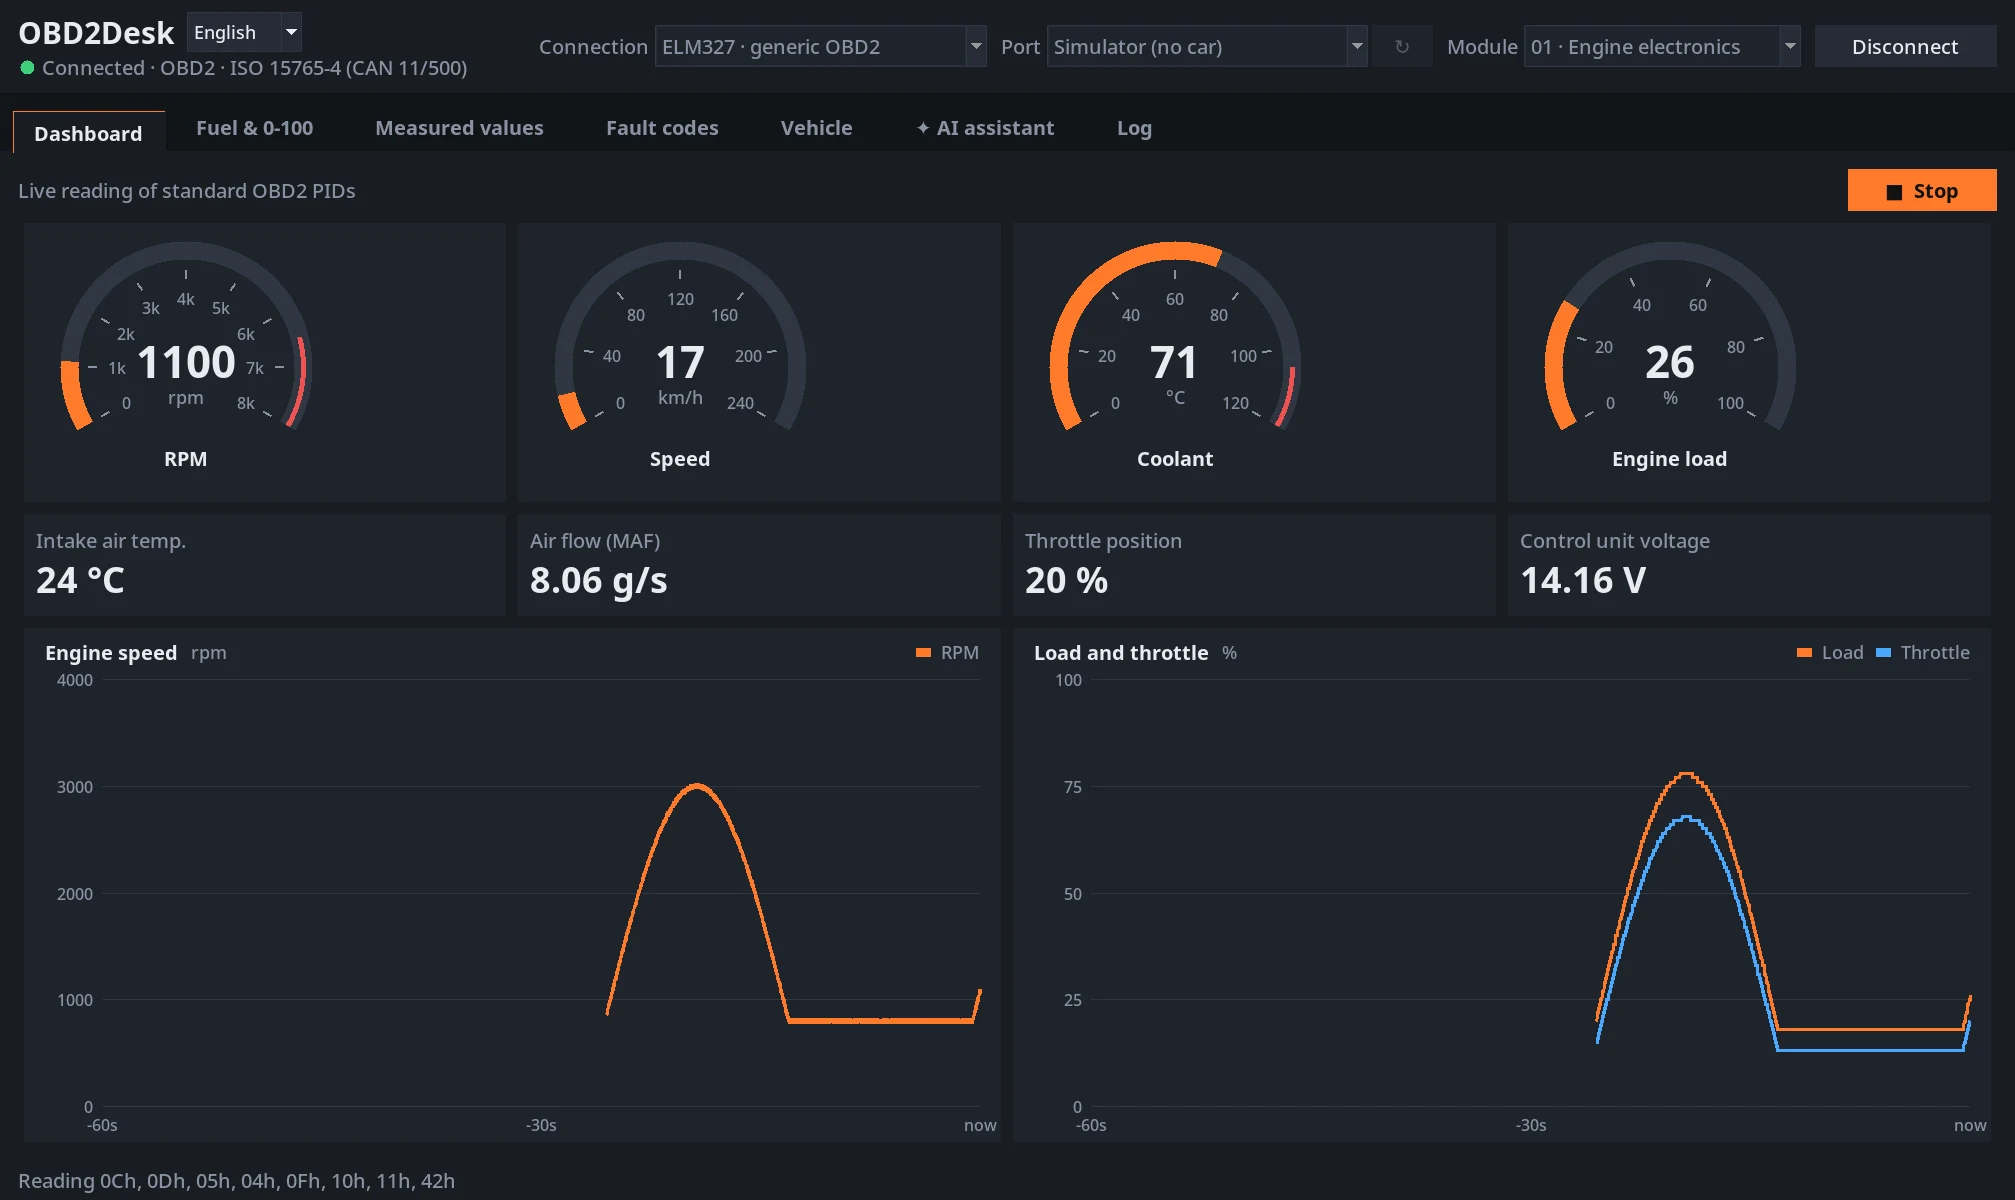 OBD2Desk English
Connected · OBD2 · ISO 15765-4 (CAN 11/500)
Connection ELM327 · generic OBD2 Port Simulator (no car) ↻ Module 01 · Engine electronics Disconnect
Dashboard Fuel & 0-100 Measured values Fault codes Vehicle ✦ AI assistant Log
Live reading of standard OBD2 PIDs
■ Stop
0 1k 2k 3k 4k 5k 6k 7k 8k
1100
rpm
RPM
0 40 80 120 160 200 240
17
km/h
Speed
0 20 40 60 80 100 120
71
°C
Coolant
0 20 40 60 80 100
26
%
Engine load
Intake air temp.
24 °C
Air flow (MAF)
8.06 g/s
Throttle position
20 %
Control unit voltage
14.16 V
Engine speed rpm RPM
4000
3000
2000
1000
0
-60s -30s now
Load and throttle % Load Throttle
100
75
50
25
0
-60s -30s now
Reading 0Ch, 0Dh, 05h, 04h, 0Fh, 10h, 11h, 42h